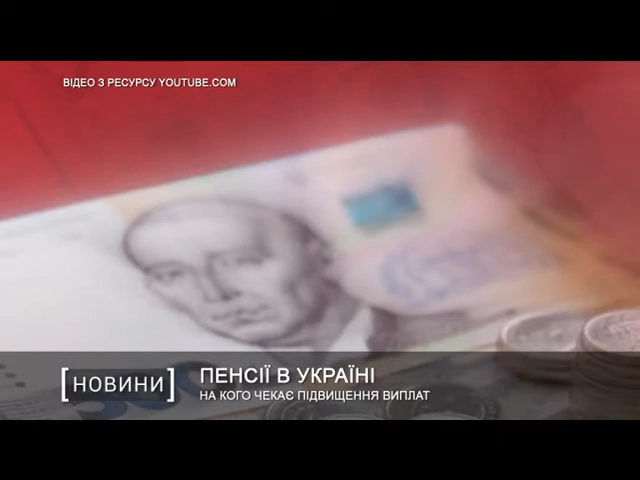 ВІДЕО З РЕСУРСУ YOUTUBE.COM
[НОВИНИ]
ПЕНСІЇ В УКРАЇНІ
НА КОГО ЧЕКАЄ ПІДВИЩЕННЯ ВИПЛАТ